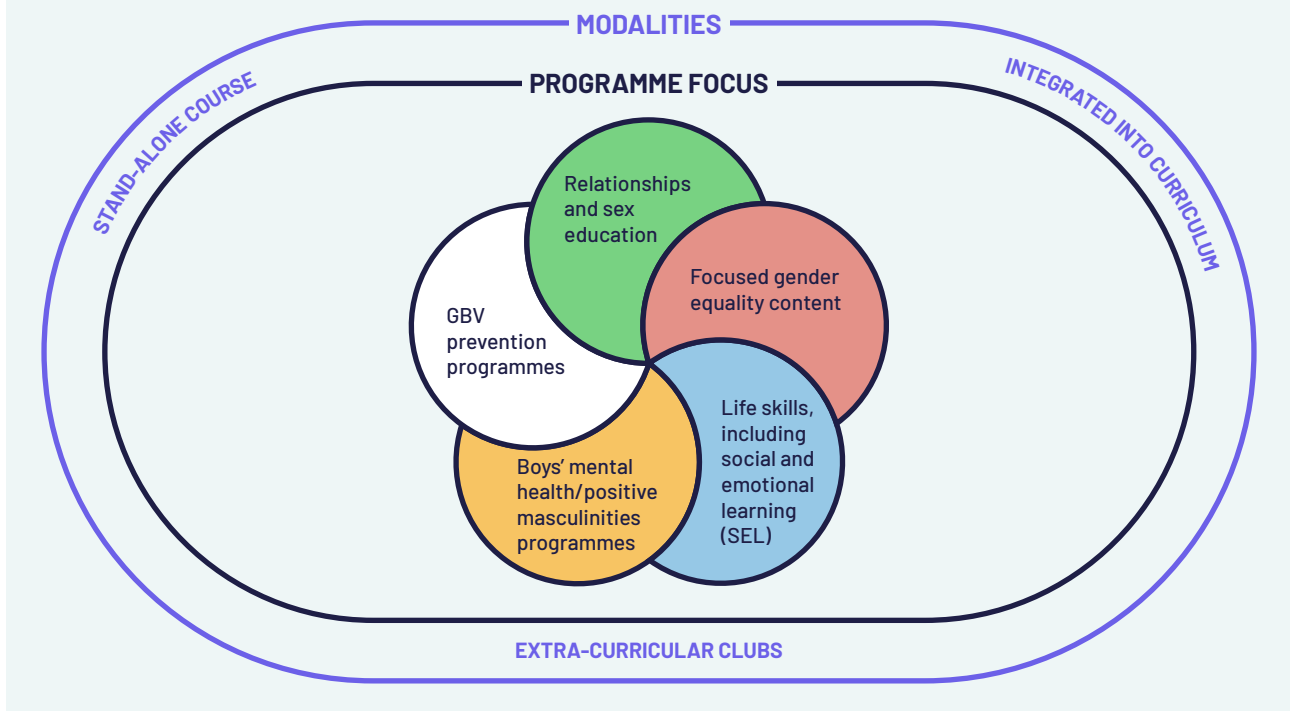 MODALITIES
PROGRAMME FOCUS
STAND-ALONE COURSE
INTEGRATED INTO CURRICULUM
Relationships
and sex
education
Focused gender
equality content
GBV
prevention
programmes
Life skills,
including
social and
emotional
learning
(SEL)
Boys’ mental
health/positive
masculinities
programmes
EXTRA-CURRICULAR CLUBS